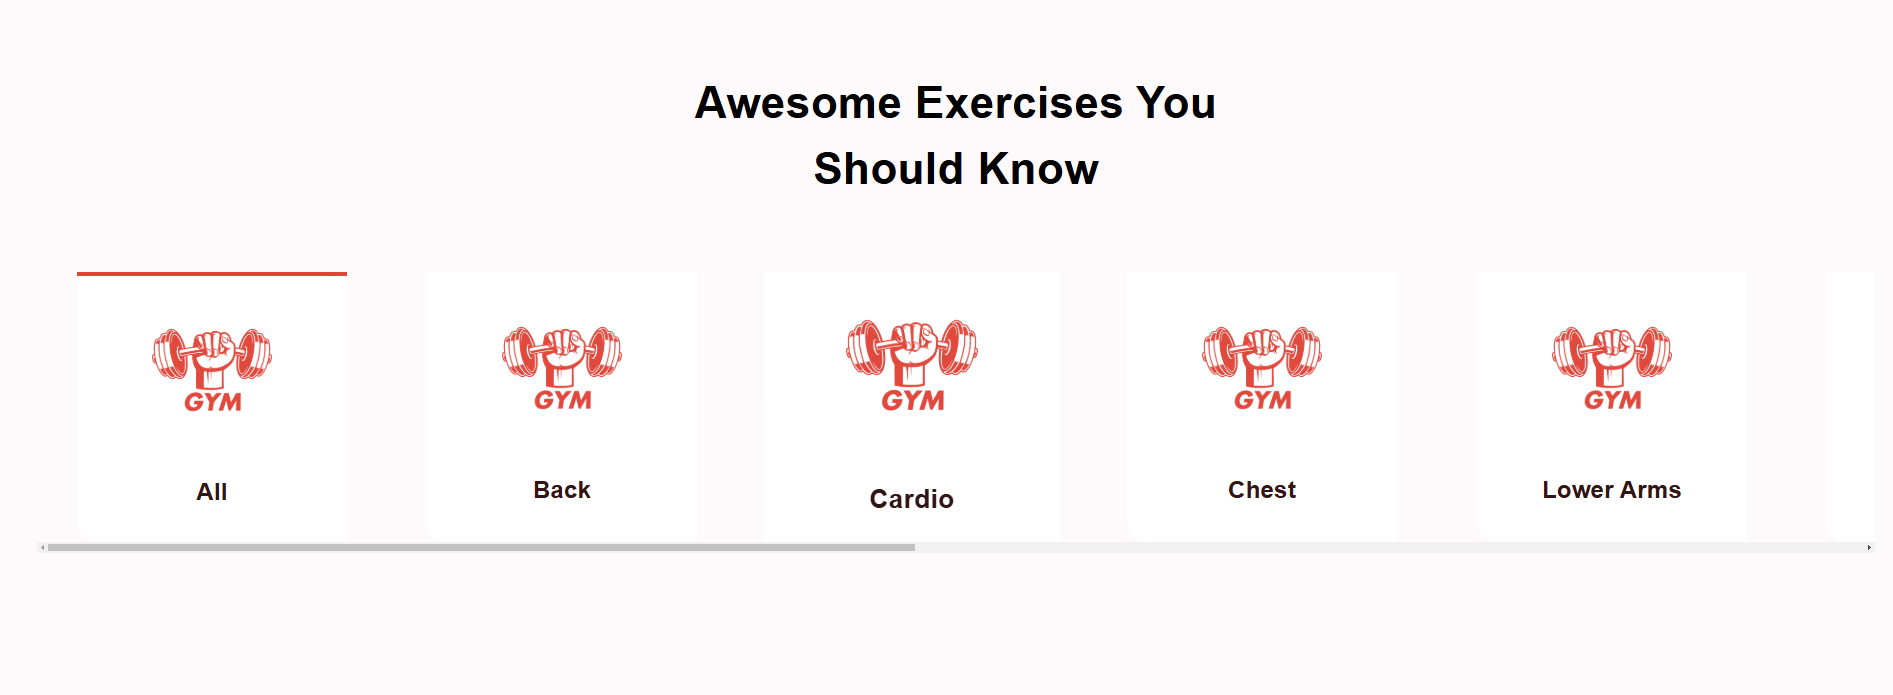 Awesome Exercises You
Should Know
GYM
GYM
GYM
GYM
GYM
All
Back
Cardio
Chest
Lower Arms